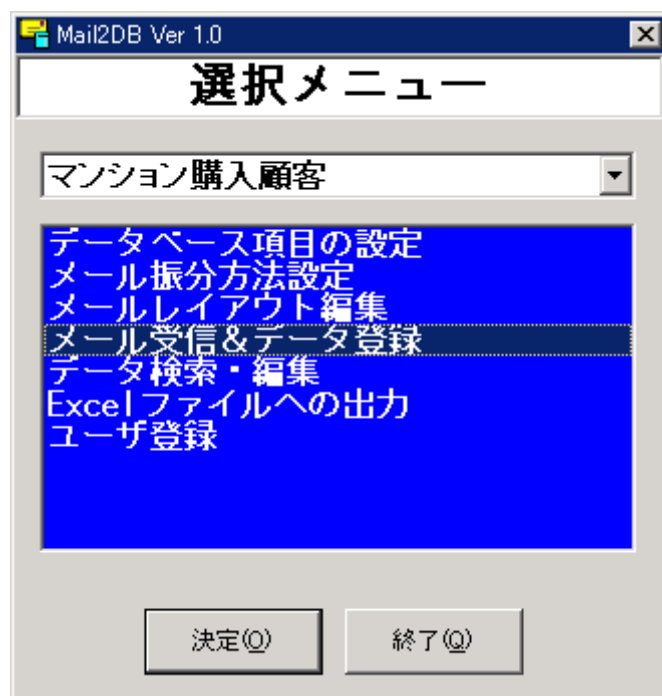 Mail2DB Ver 1.0
選択メニュー
マンション購入顧客
データベース項目の設定
メール振分方法設定
メールレイアウト編集
メール受信＆データ登録
データ検索・編集
Excelファイルへの出力
ユーザ登録
決定(O)
終了(Q)